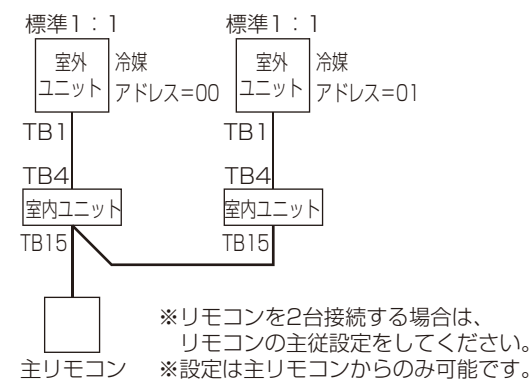 標準1：1
室外
ユニット
冷媒
アドレス=00
TB1
TB4
室内ユニット
TB15
標準1：1
室外
ユニット
冷媒
アドレス=01
TB1
TB4
室内ユニット
TB15
主リモコン
※リモコンを2台接続する場合は、
リモコンの主従設定をしてください。
※設定は主リモコンからのみ可能です。